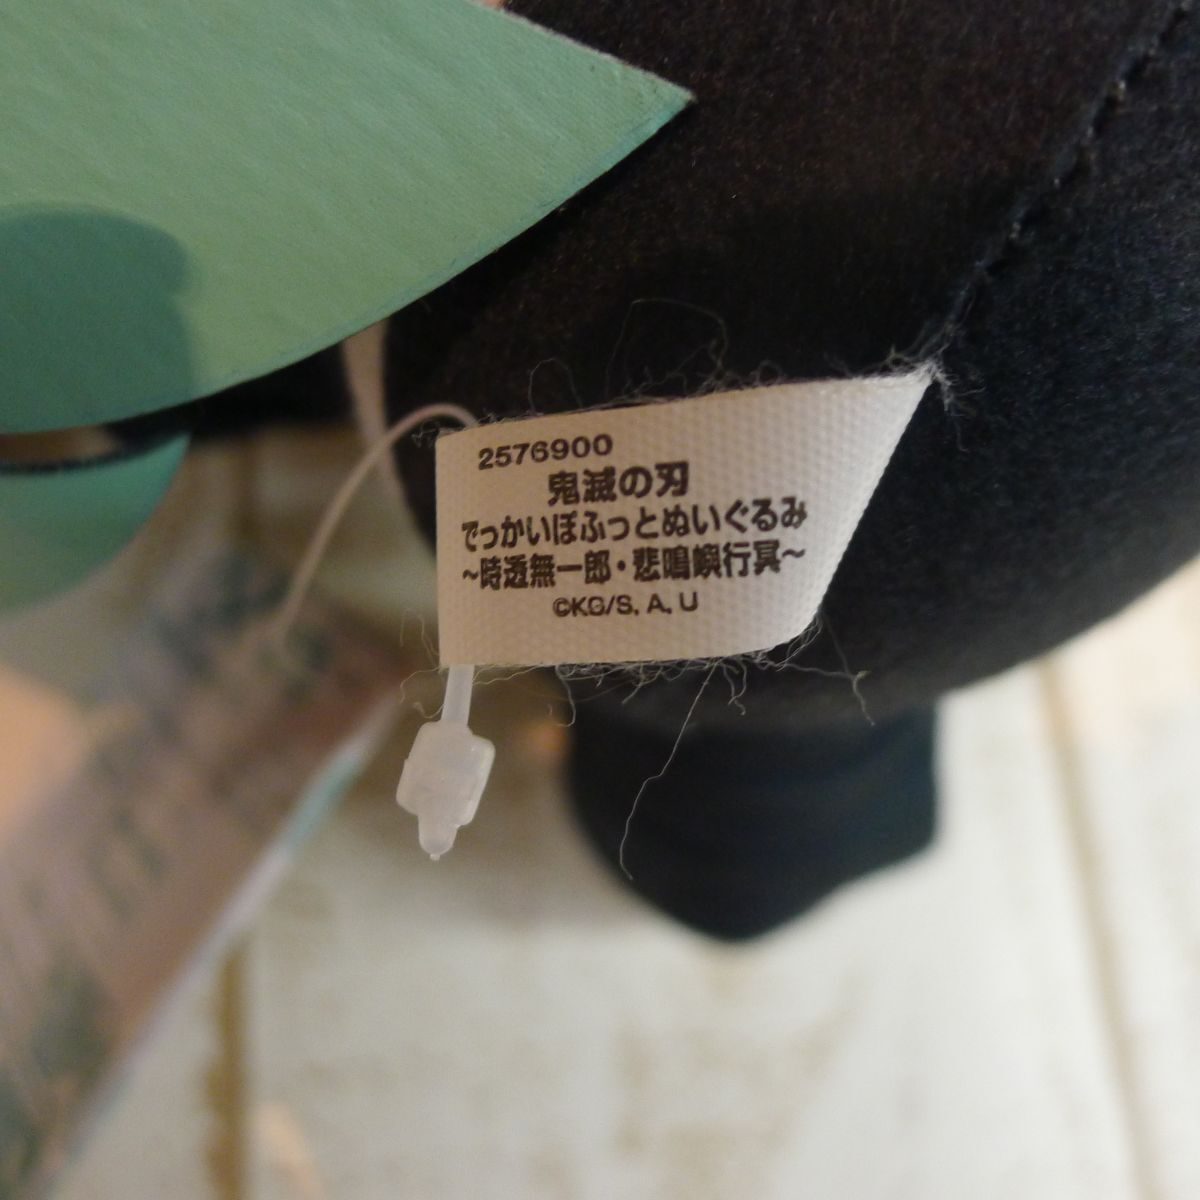 2576900
鬼滅の刃
でっかいぽふっとぬいぐるみ
~時透無一郎・悲鳴嶼行冥~
©KG/S, A, U